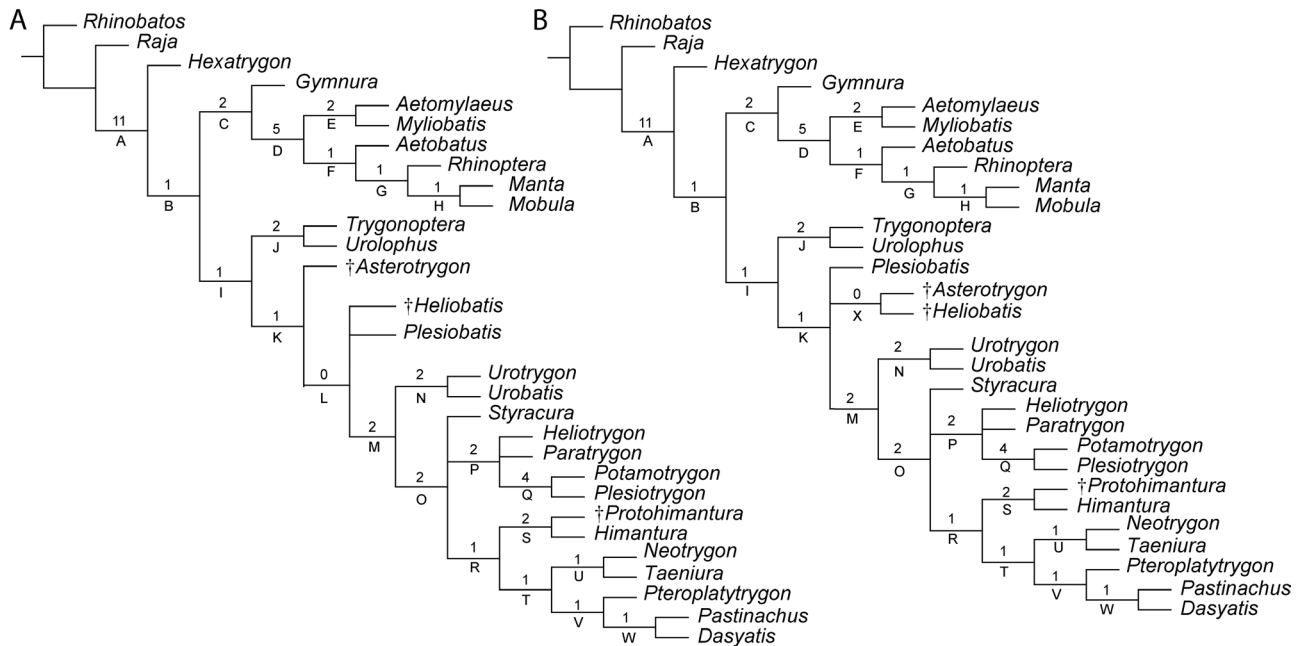 A
Rhinobatos
Raja
Hexatrygon
Gymnura
Aetomylaeus
Myliobatis
Aetobatus
Rhinoptera
Manta
Mobula
Trygonoptera
Urolophus
†Asterotrygon
†Heliobatis
Plesiobatis
Urotrygon
Urobatis
Styracura
Heliotrygon
Paratrygon
Potamotrygon
Plesiotrygon
†Protohimantura
Himantura
Neotrygon
Taeniura
Pteroplatytrygon
Pastinachus
Dasyatis
11
A
1
B
2
C
5
D
2
E
1
F
1
G
1
H
1
I
2
J
1
K
0
L
2
M
2
N
2
O
2
P
4
Q
1
R
2
S
1
T
1
U
1
V
1
W
B
Rhinobatos
Raja
Hexatrygon
Gymnura
Aetomylaeus
Myliobatis
Aetobatus
Rhinoptera
Manta
Mobula
Trygonoptera
Urolophus
Plesiobatis
†Asterotrygon
†Heliobatis
Urotrygon
Urobatis
Styracura
Heliotrygon
Paratrygon
Potamotrygon
Plesiotrygon
†Protohimantura
Himantura
Neotrygon
Taeniura
Pteroplatytrygon
Pastinachus
Dasyatis
11
A
1
B
2
C
5
D
2
E
1
F
1
G
1
H
1
I
2
J
1
K
0
X
2
M
2
N
2
O
2
P
4
Q
1
R
2
S
1
T
1
U
1
V
1
W